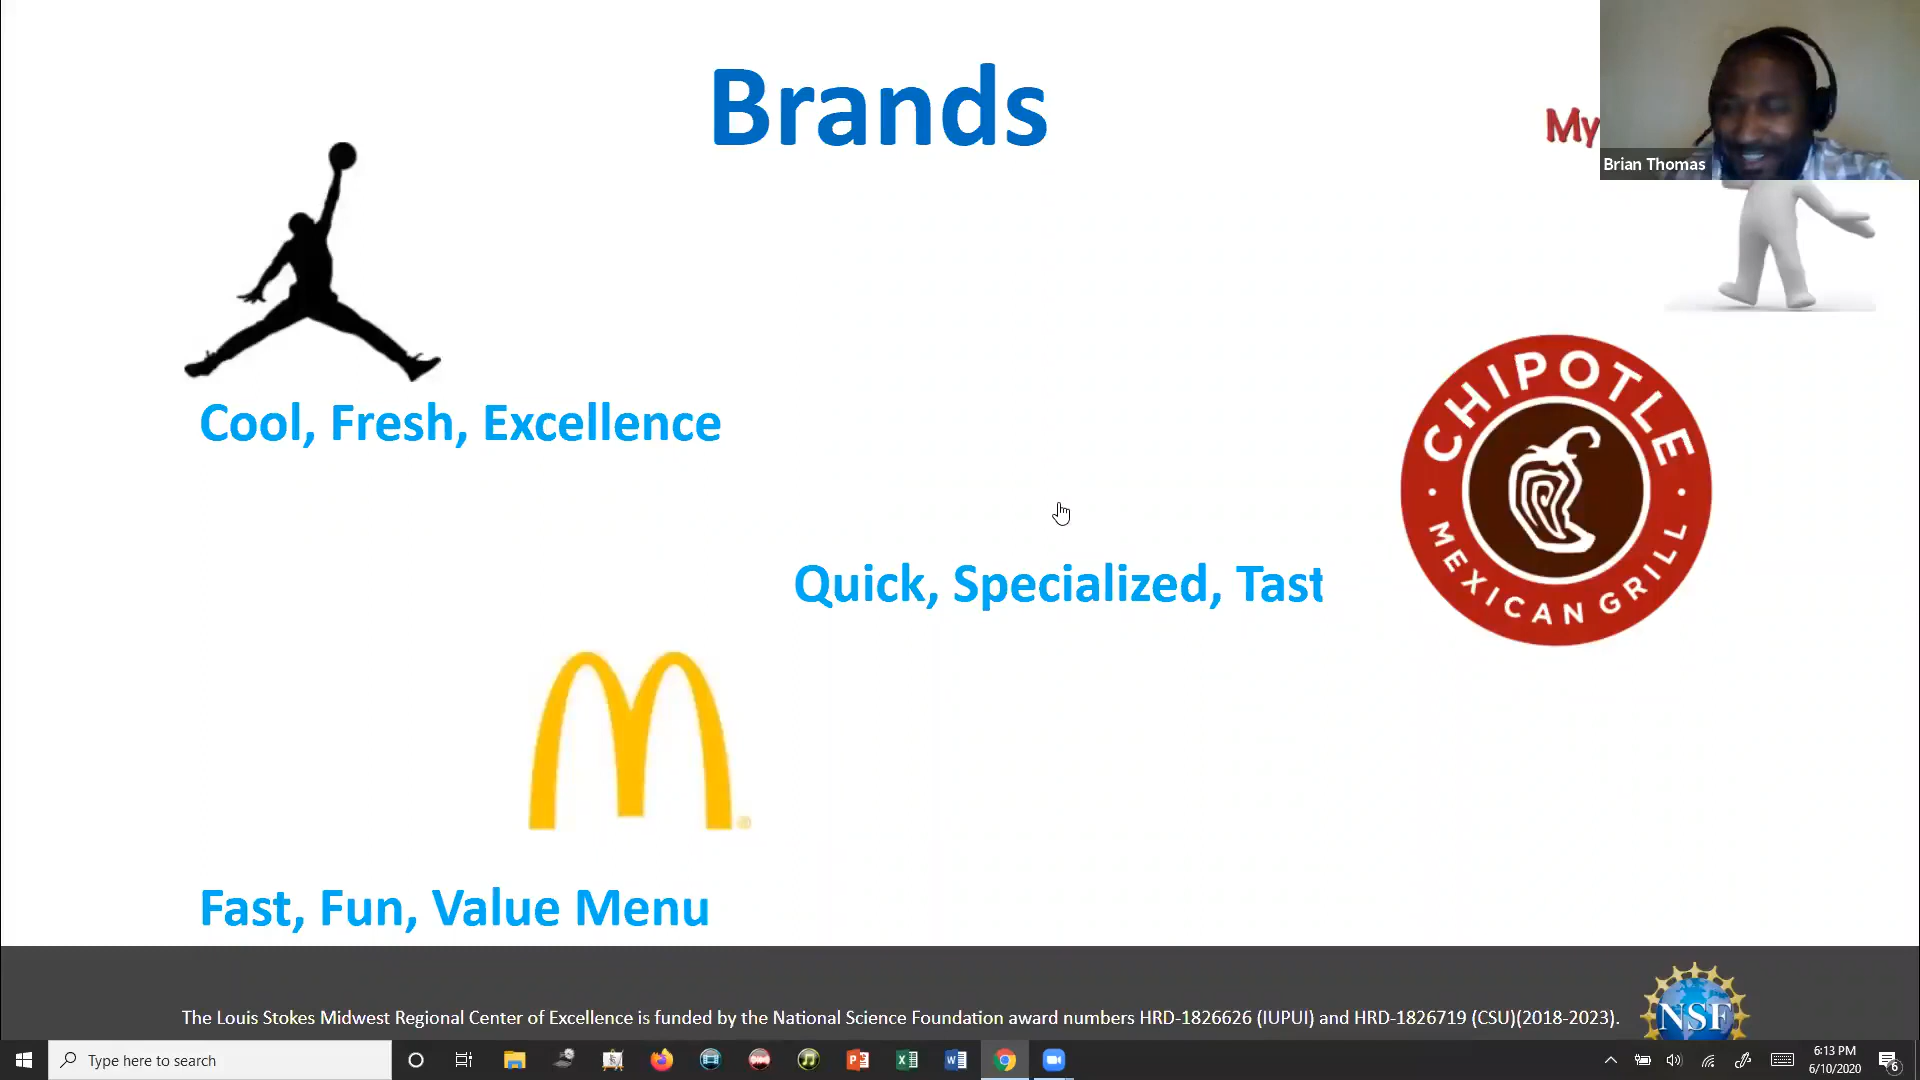 Brands
My
Brian Thomas
Cool, Fresh, Excellence
CHIPOTLE
MEXICAN GRILL
Quick, Specialized, Tast
Fast, Fun, Value Menu
The Louis Stokes Midwest Regional Center of Excellence is funded by the National Science Foundation award numbers HRD-1826626 (IUPUI) and HRD-1826719 (CSU)(2018-2023).
NSF
Type here to search
6:13 PM
6/10/2020
6